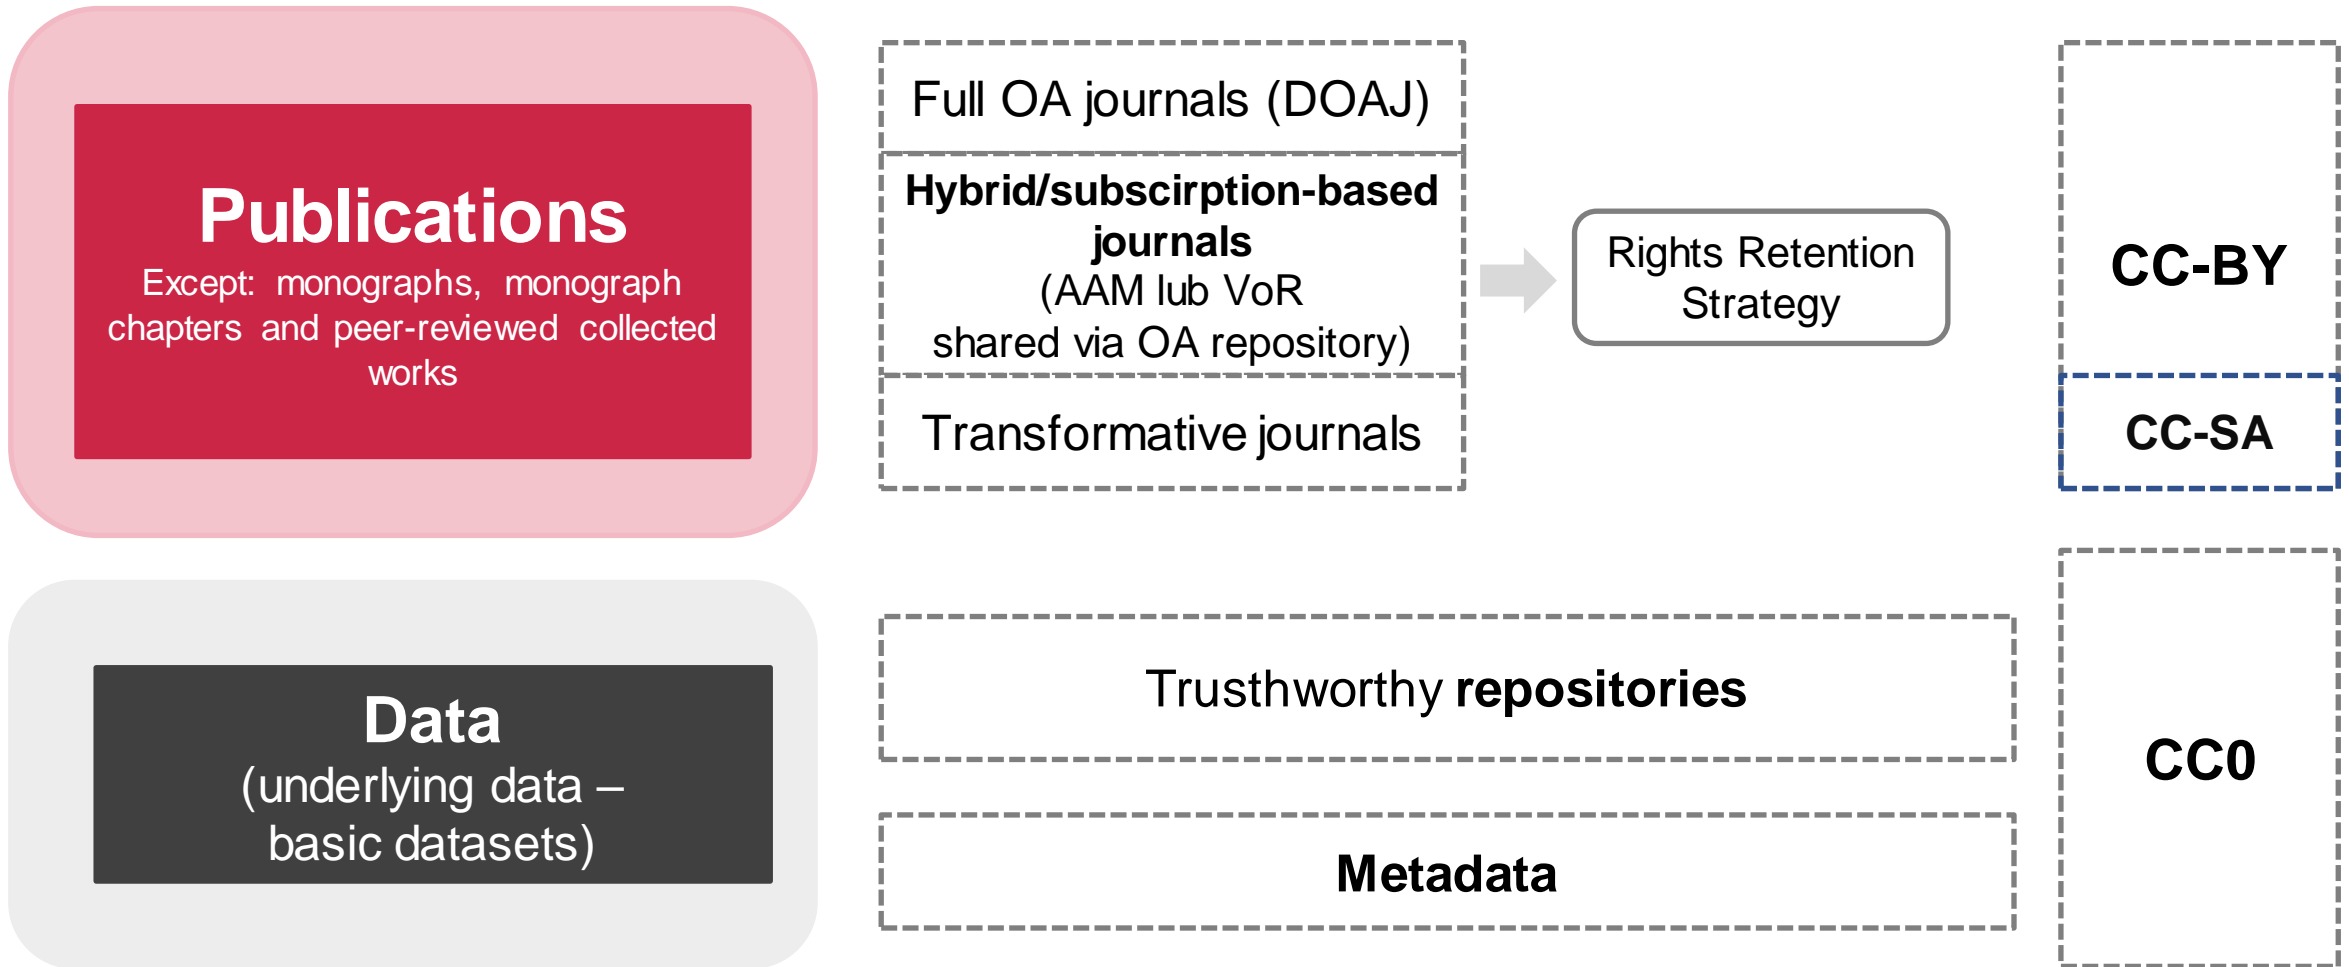 Publications
Except: monographs, monograph
chapters and peer-reviewed collected
works
Full OA journals (DOAJ)
Hybrid/subscirption-based
journals
(AAM lub VoR
shared via OA repository)
Transformative journals
Rights Retention
Strategy
CC-BY
CC-SA
Data
(underlying data –
basic datasets)
Trusthworthy repositories
Metadata
CC0